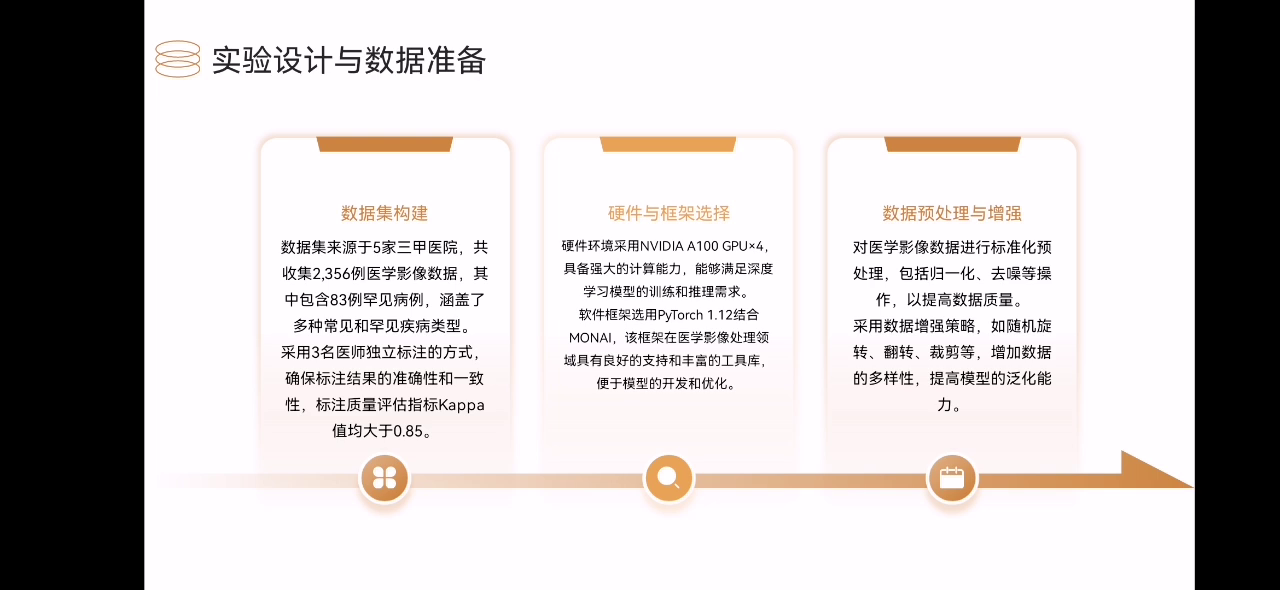 实验设计与数据准备
数据集构建
数据集来源于5家三甲医院，共
收集2,356例医学影像数据，其
中包含83例罕见病例，涵盖了
多种常见和罕见疾病类型。
采用3名医师独立标注的方式，
确保标注结果的准确性和一致
性，标注质量评估指标Kappa
值均大于0.85。
硬件与框架选择
硬件环境采用NVIDIA A100 GPU×4，
具备强大的计算能力，能够满足深度
学习模型的训练和推理需求。
软件框架选用PyTorch 1.12结合
MONAI，该框架在医学影像处理领
域具有良好的支持和丰富的工具库，
便于模型的开发和优化。
数据预处理与增强
对医学影像数据进行标准化预
处理，包括归一化、去噪等操
作，以提高数据质量。
采用数据增强策略，如随机旋
转、翻转、裁剪等，增加数据
的多样性，提高模型的泛化能
力。